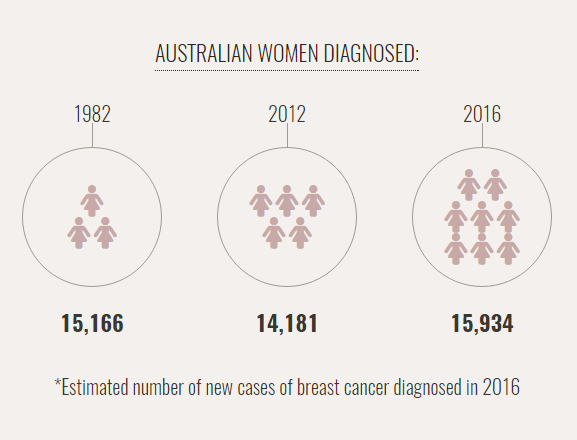 AUSTRALIAN WOMEN DIAGNOSED:
1982 2012 2016
15,166 14,181 15,934
*Estimated number of new cases of breast cancer diagnosed in 2016